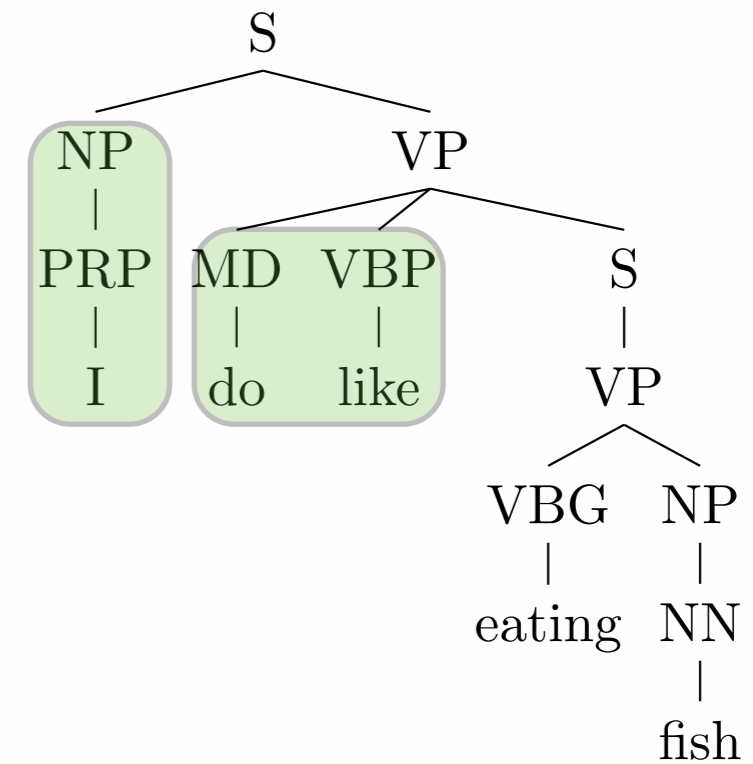 S
NP VP
PRP MD VBP S
I do like VP
VBG NP
eating NN
fish